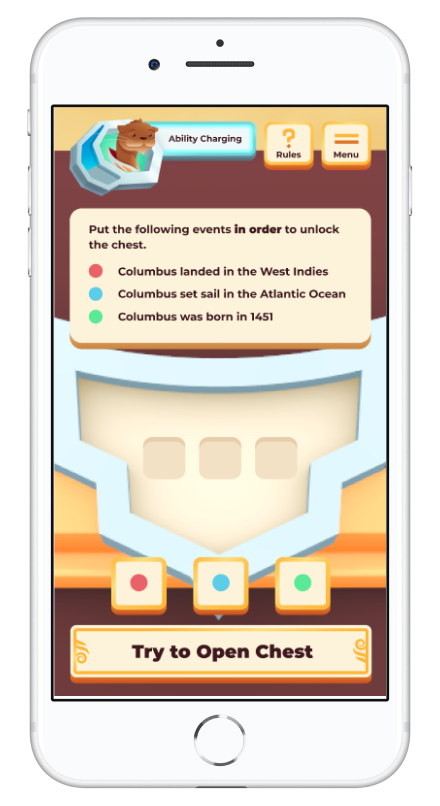 Ability Charging
?
Rules
Menu
Put the following events in order to unlock
the chest.
Columbus landed in the West Indies
Columbus set sail in the Atlantic Ocean
Columbus was born in 1451
Try to Open Chest